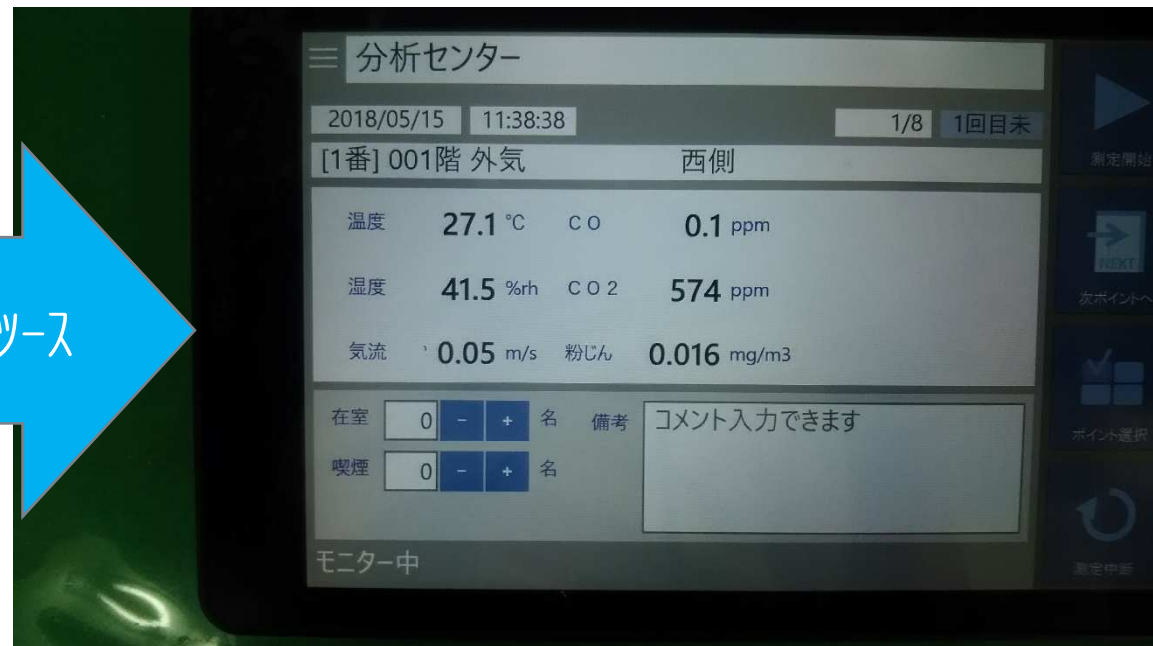 分析センター
2018/05/15 11:38:38 1/8 1回目未
[1番] 001階 外気 西側
測定開始
温度 27.1 ℃ CO 0.1 ppm
NEXT
湿度 41.5 %rh CO2 574 ppm
次ポイントへ
ツース
気流 0.05 m/s 粉じん 0.016 mg/m3
在室 0 - + 名 備考 コメント入力できます
ポイント選択
喫煙 0 - + 名
モニター中
測定中断